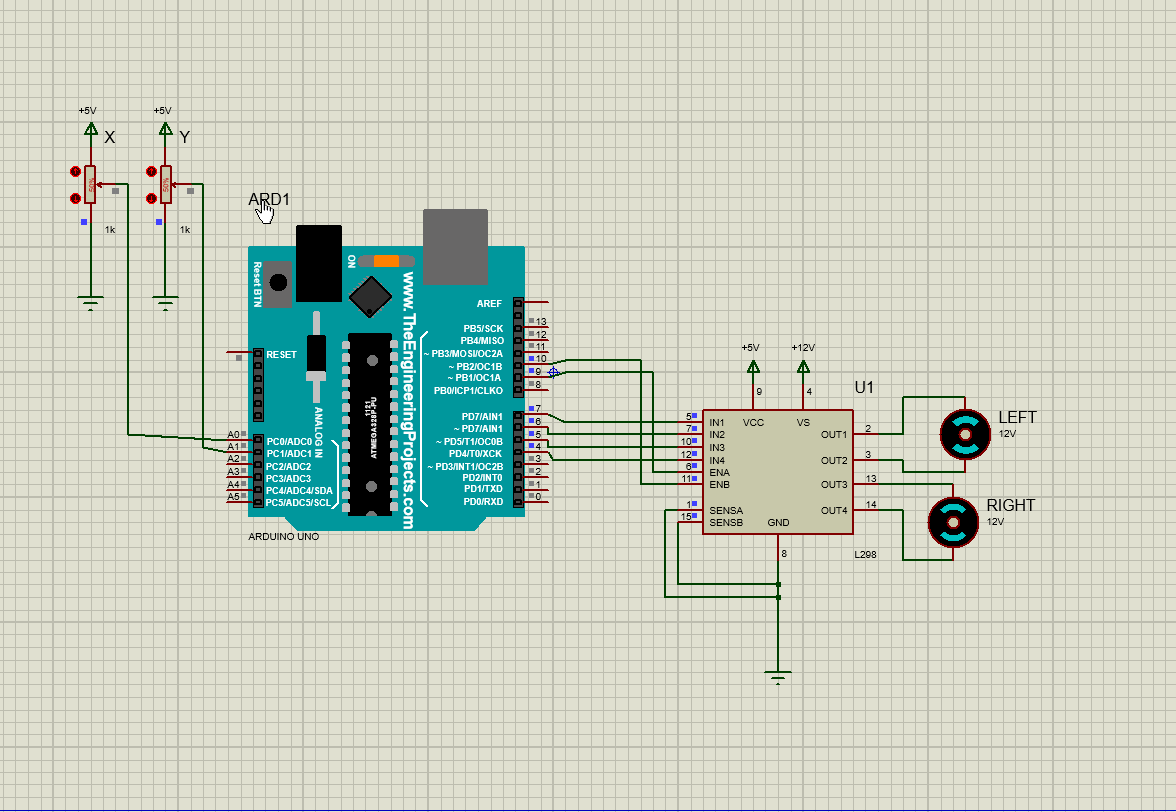 +5V
+5V
X
Y
50%
50%
1k
1k
ARD1
Reset BTN
ON
www.TheEngineeringProjects.com
AREF
PB5/SCK
13
PB4/MISO
12
~ PB3/MOSI/OC2A
11
~ PB2/OC1B
10
~ PB1/OC1A
9
PB0/ICP1/CLKO
8
RESET
PD7/AIN1
7
~ PD7/AIN1
6
~ PD5/T1/OC0B
5
PD4/T0/XCK
4
~ PD3/INT1/OC2B
3
PD2/INT0
2
PD1/TXD
1
PD0/RXD
0
1121
ATMEGA328P-PU
ANALOG IN
A0
PC0/ADC0
A1
PC1/ADC1
A2
PC2/ADC2
A3
PC3/ADC3
A4
PC4/ADC4/SDA
A5
PC5/ADC5/SCL
ARDUINO UNO
+5V
+12V
9
4
U1
5
IN1
VCC
VS
7
IN2
OUT1
2
10
IN3
12
IN4
OUT2
3
6
ENA
11
ENB
OUT3
13
1
SENSA
OUT4
14
15
SENSB
GND
8
L298
LEFT
12V
RIGHT
12V